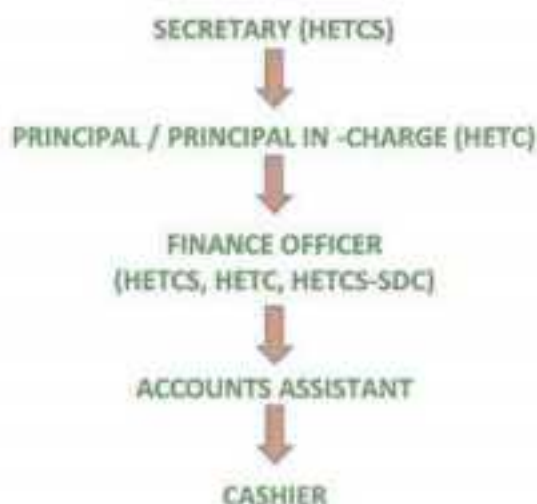 SECRETARY (HETCS)
PRINCIPAL / PRINCIPAL IN -CHARGE (HETC)
FINANCE OFFICER
(HETCS, HETC, HETCS-SDC)
ACCOUNTS ASSISTANT
CASHIER